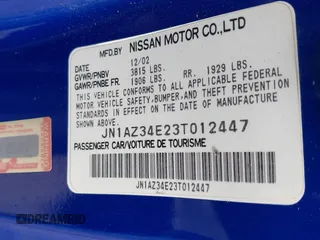 MFD.BY NISSAN MOTOR CO.,LTD
DATE 12/02
GVWR/PNBV 3815 LBS.
GAWR/PNBE FR. 1906 LBS. RR. 1929 LBS.
THIS VEHICLE CONFORMS TO ALL APPLICABLE FEDERAL
MOTOR VEHICLE SAFETY, BUMPER, AND THEFT
PREVENTION STANDARDS IN EFFECT ON THE DATE OF
MANUFACTURE SHOWN ABOVE.
JN1AZ34E23T012447
PASSENGER CAR/VOITURE DE TOURISME
JN1AZ34E23T012447
DREAMBID